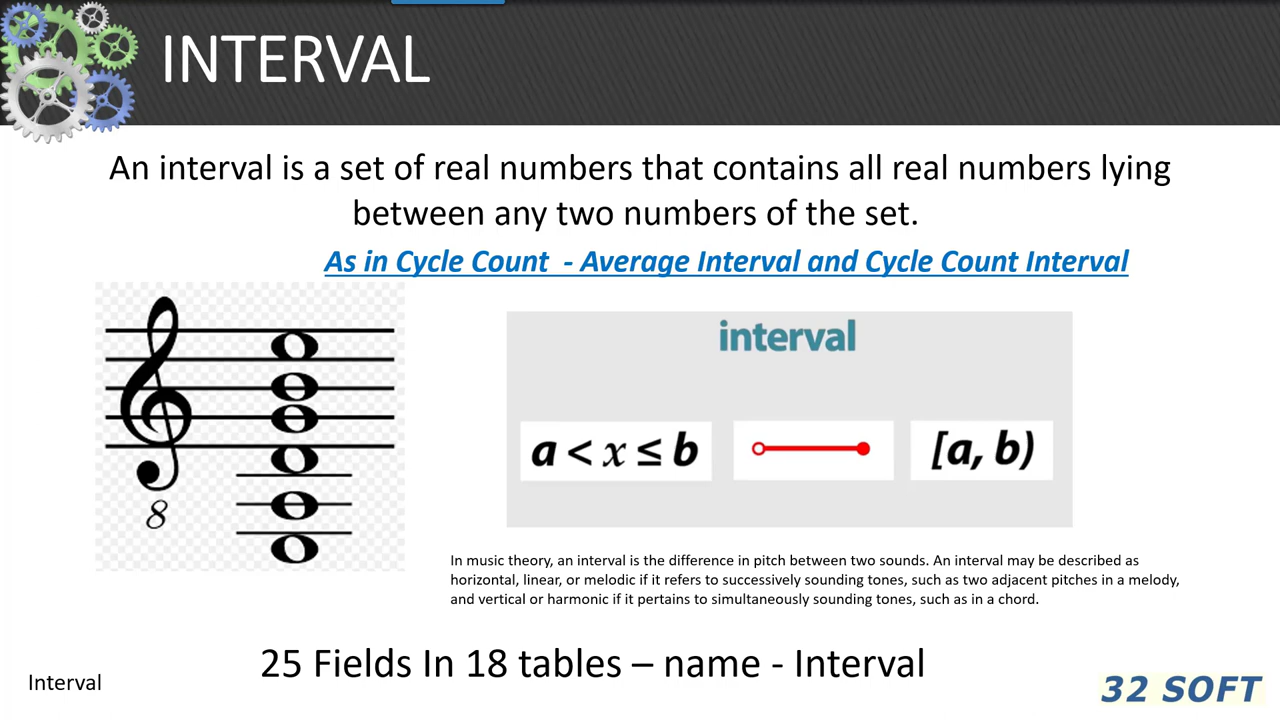 INTERVAL
An interval is a set of real numbers that contains all real numbers lying
between any two numbers of the set.
As in Cycle Count - Average Interval and Cycle Count Interval
8
interval
a < x ≤ b
[a, b)
In music theory, an interval is the difference in pitch between two sounds. An interval may be described as
horizontal, linear, or melodic if it refers to successively sounding tones, such as two adjacent pitches in a melody,
and vertical or harmonic if it pertains to simultaneously sounding tones, such as in a chord.
25 Fields In 18 tables – name - Interval
Interval
32 SOFT